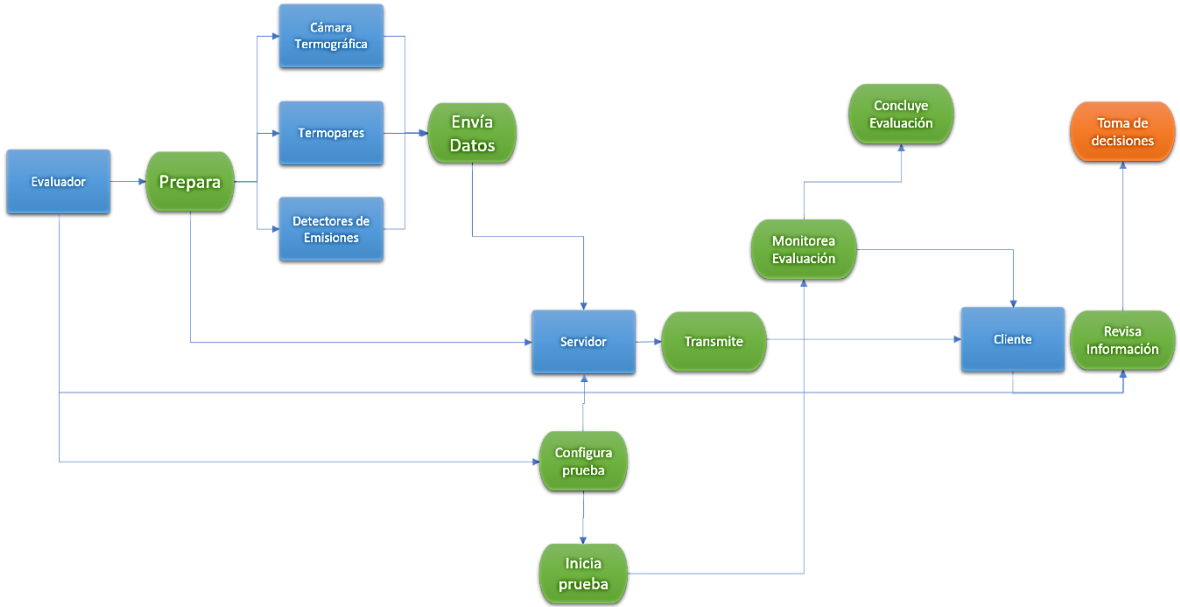 Cámara
Termográfica
Termopares
Detectores de
Emisiones
Evaluador
Prepara
Envía
Datos
Concluye
Evaluación
Toma de
decisiones
Monitorea
Evaluación
Servidor
Transmite
Cliente
Revisa
Información
Configura
prueba
Inicia
prueba